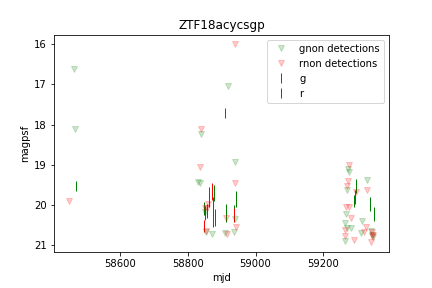 ZTF18acycsgp
16
17
18
19
20
21
magpsf
gnon detections
rnon detections
g
r
58600
58800
59000
59200
mjd